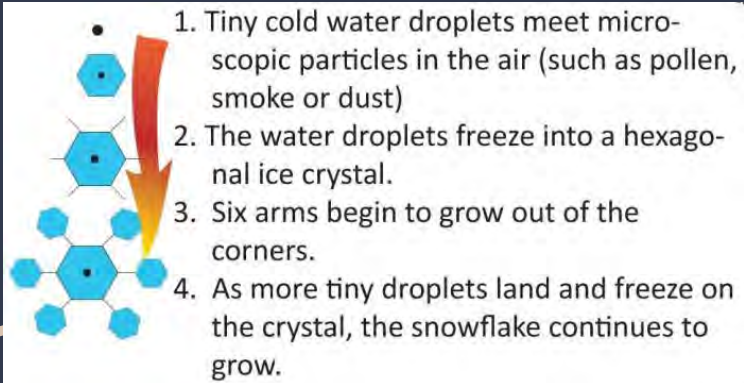 1. Tiny cold water droplets meet micro-
scopic particles in the air (such as pollen,
smoke or dust)
2. The water droplets freeze into a hexago-
nal ice crystal.
3. Six arms begin to grow out of the
corners.
4. As more tiny droplets land and freeze on
the crystal, the snowflake continues to
grow.